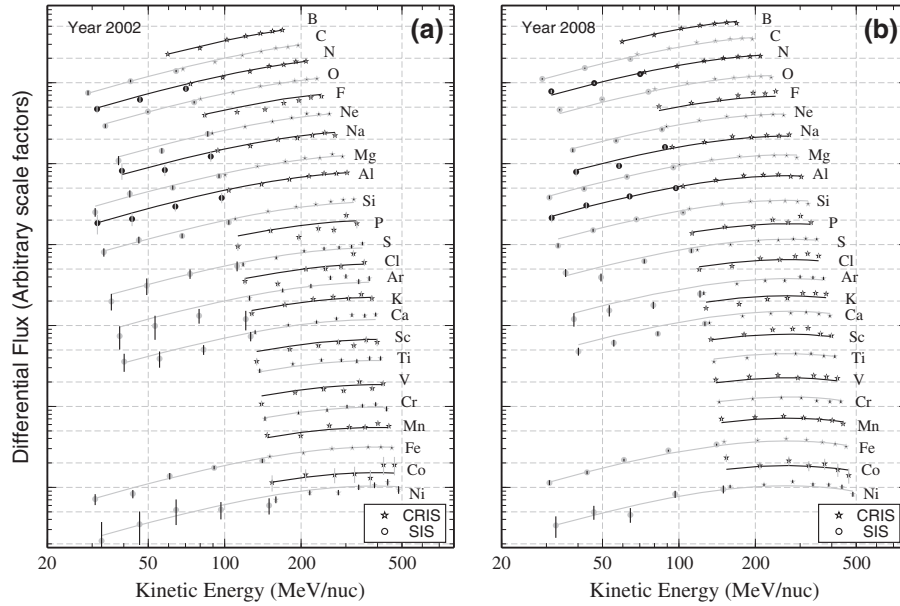 Year 2002
(a)
B
C
N
O
F
Ne
Na
Mg
Al
Si
P
S
Cl
Ar
K
Ca
Sc
Ti
V
Cr
Mn
Fe
Co
Ni
CRIS
SIS
20
50
100
200
500
Kinetic Energy (MeV/nuc)
Differential Flux (Arbitrary scale factors)
Year 2008
(b)
B
C
N
O
F
Ne
Na
Mg
Al
Si
P
S
Cl
Ar
K
Ca
Sc
Ti
V
Cr
Mn
Fe
Co
Ni
CRIS
SIS
20
50
100
200
500
Kinetic Energy (MeV/nuc)